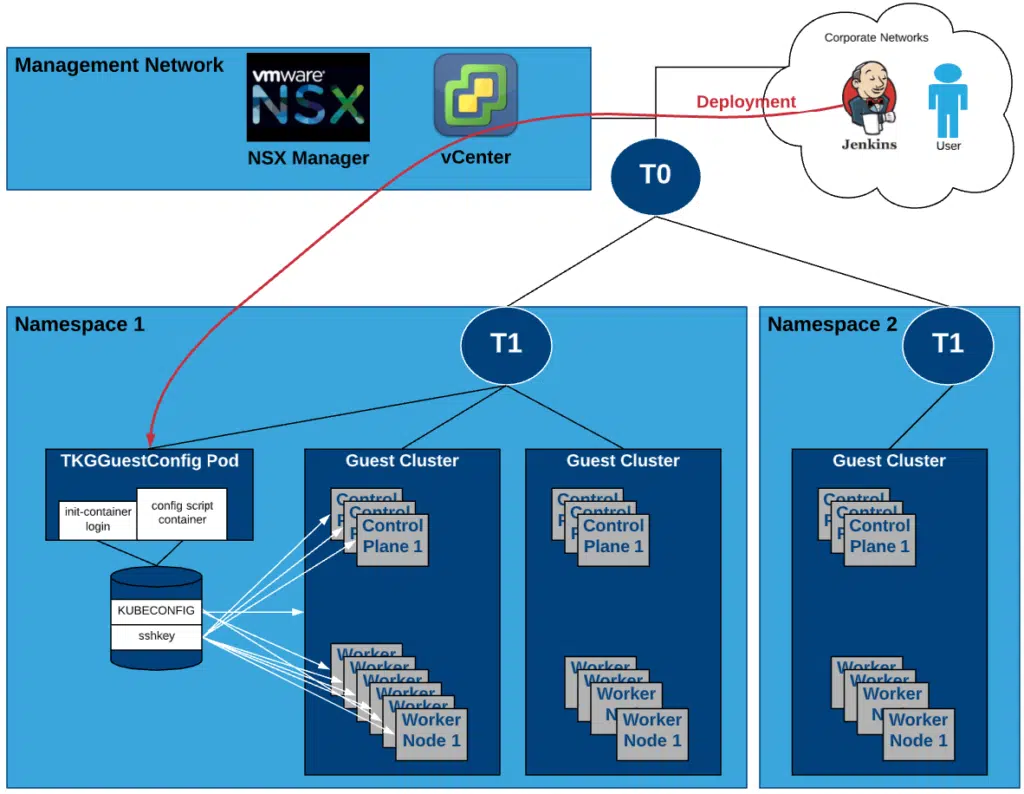 Corporate Networks
Management Network
vmware
NSX
NSX Manager
vCenter
Deployment
Jenkins
User
T0
Namespace 1
T1
Namespace 2
T1
TKGGuestConfig Pod
init-container
login
config script
container
KUBECONFIG
sshkey
Guest Cluster
Control
P
Control
P
Control
Plane 1
Worker
Worker
Worker
Worker
Worker
Worker
Node 1
Guest Cluster
Control
P
Control
P
Control
Plane 1
Worker
Worker
Worker
N
Worker
Node 1
Guest Cluster
Control
P
Control
P
Control
Plane 1
Worker
Worker
Worker
N
Worker
Node 1